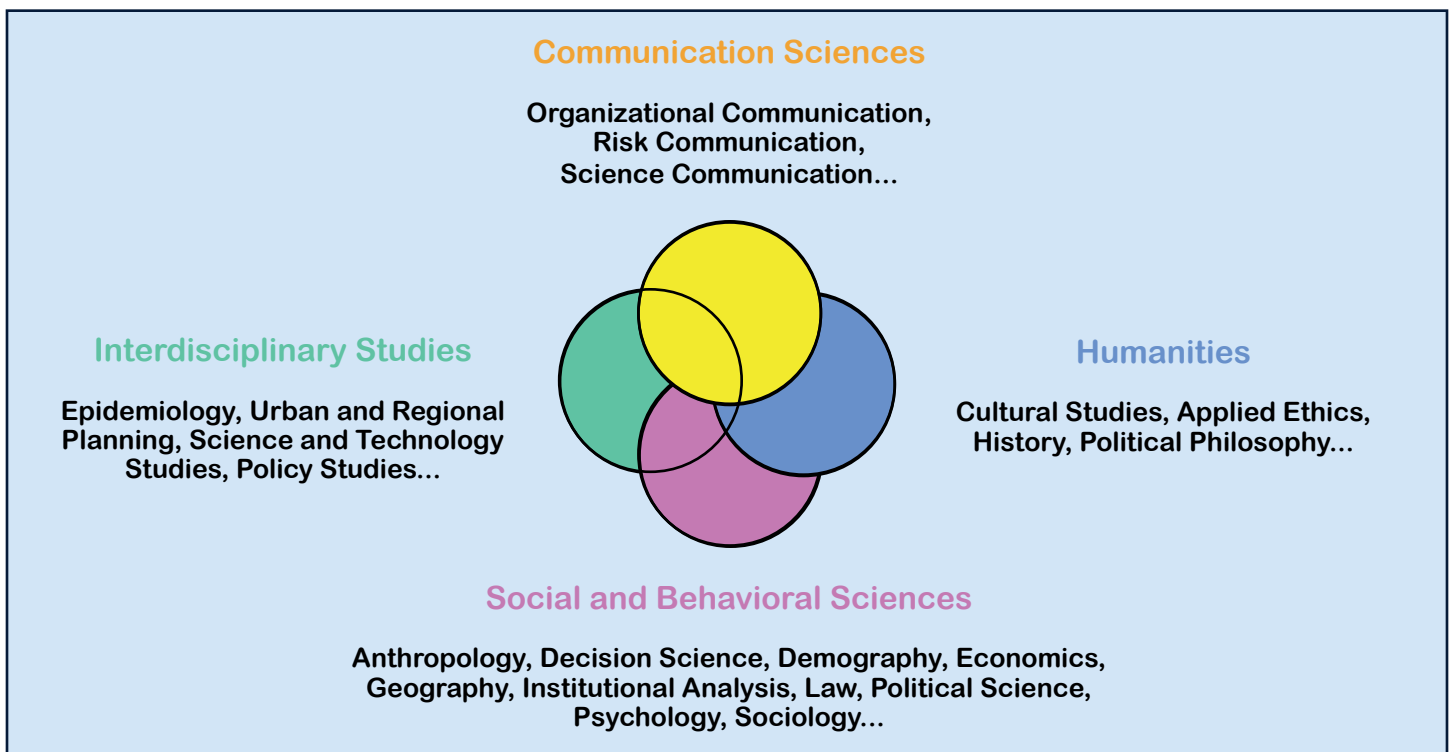 Communication Sciences
Organizational Communication,
Risk Communication,
Science Communication...
Interdisciplinary Studies
Epidemiology, Urban and Regional
Planning, Science and Technology
Studies, Policy Studies...
Humanities
Cultural Studies, Applied Ethics,
History, Political Philosophy...
Social and Behavioral Sciences
Anthropology, Decision Science, Demography, Economics,
Geography, Institutional Analysis, Law, Political Science,
Psychology, Sociology...